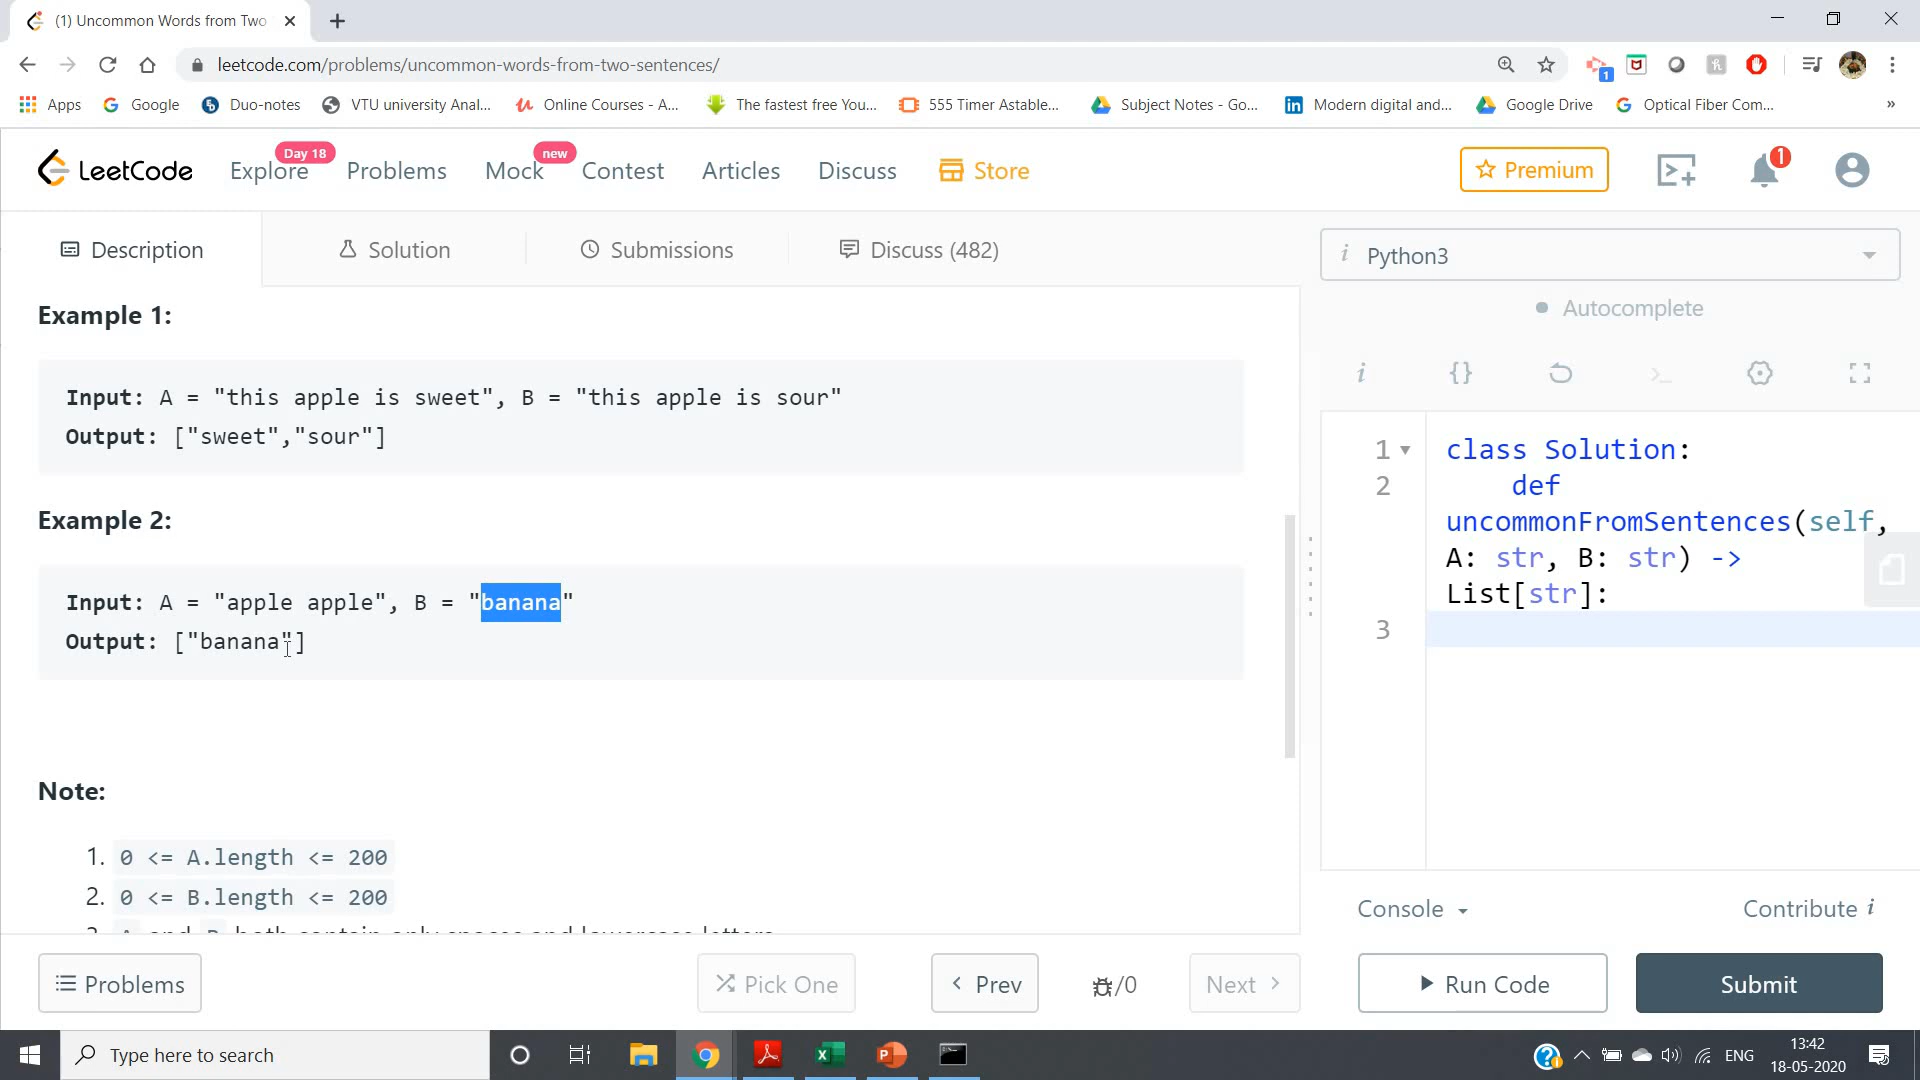 (1) Uncommon Words from Two
leetcode.com/problems/uncommon-words-from-two-sentences/
1
Apps Google Duo-notes VTU university Anal... Online Courses - A... The fastest free You... 555 Timer Astable... Subject Notes - Go... Modern digital and... Google Drive Optical Fiber Com... »
LeetCode Explore Day 18 Problems Mock new Contest Articles Discuss Store Premium 1
Description Solution Submissions Discuss (482)
Python3
Autocomplete
Example 1:
Input: A = "this apple is sweet", B = "this apple is sour"
Output: ["sweet","sour"]
Example 2:
Input: A = "apple apple", B = "banana"
Output: ["banana"]
Note:
1. 0 <= A.length <= 200
2. 0 <= B.length <= 200
1 class Solution:
2 def
uncommonFromSentences(self,
A: str, B: str) ->
List[str]:
3
Console Contribute i
Problems Pick One Prev /0 Next Run Code Submit
Type here to search
ENG
13:42
18-05-2020